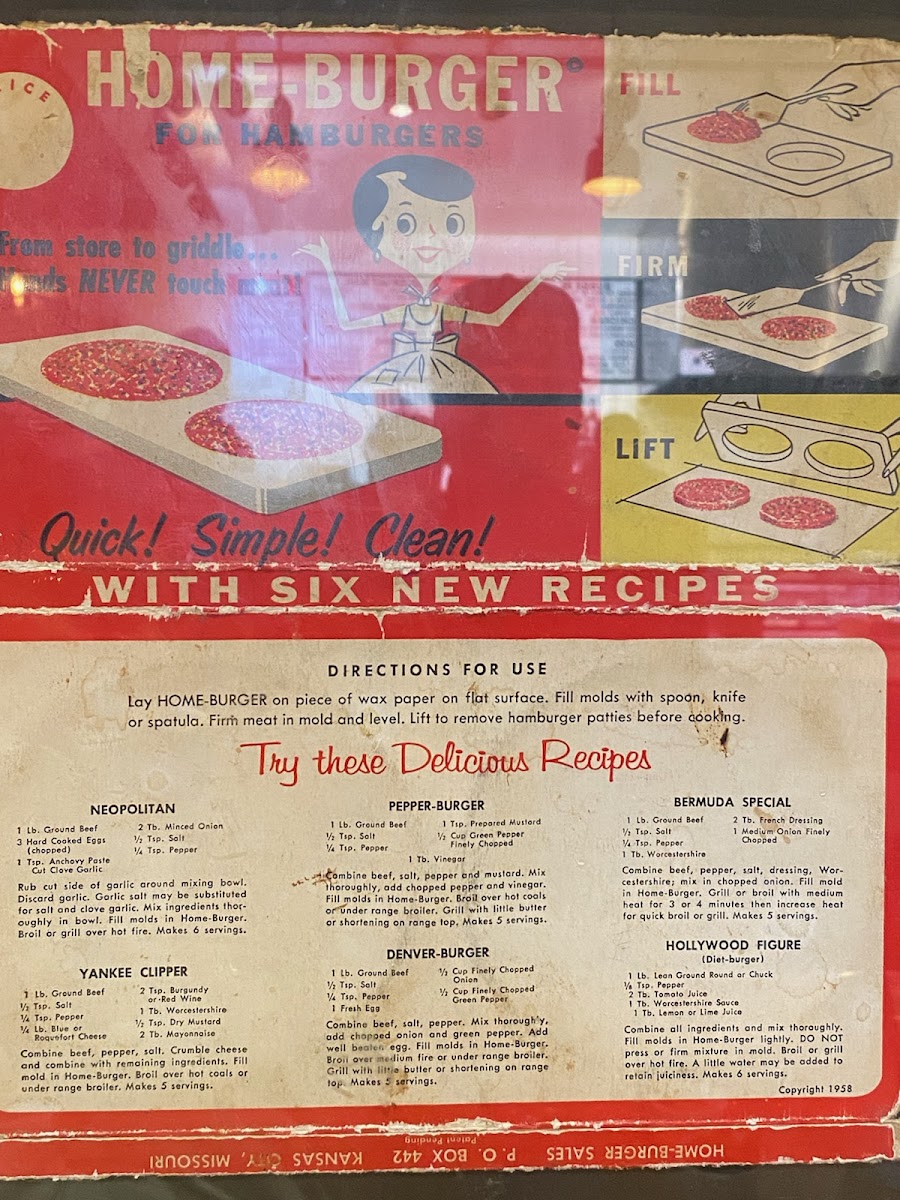 ICE
HOME-BURGER©
FOR HAMBURGERS
From store to griddle...
Hands NEVER touch meat!
Quick! Simple! Clean!
FILL
FIRM
LIFT
WITH SIX NEW RECIPES
DIRECTIONS FOR USE
Lay HOME-BURGER on piece of wax paper on flat surface. Fill molds with spoon, knife
or spatula. Firm meat in mold and level. Lift to remove hamburger patties before cooking.
Try these Delicious Recipes
NEOPOLITAN
1 Lb. Ground Beef
3 Hard Cooked Eggs
(chopped)
1 Tsp. Anchovy Paste
Cut Clove Garlic
2 Tb. Minced Onion
½ Tsp. Salt
¼ Tsp. Pepper
Rub cut side of garlic around mixing bowl.
Discard garlic. Garlic salt may be substituted
for salt and clove garlic. Mix ingredients thor-
oughly in bowl. Fill molds in Home-Burger.
Broil or grill over hot fire. Makes 6 servings.
YANKEE CLIPPER
1 Lb. Ground Beef
½ Tsp. Salt
¼ Tsp. Pepper
¼ Lb. Blue or
Roquefort Cheese
2 Tsp. Burgundy
or Red Wine
1 Tb. Worcestershire
½ Tsp. Dry Mustard
2 Tb. Mayonnaise
Combine beef, pepper, salt. Crumble cheese
and combine with remaining ingredients. Fill
mold in Home-Burger. Broil over hot coals or
under range broiler. Makes 5 servings.
PEPPER-BURGER
1 Lb. Ground Beef
½ Tsp. Salt
¼ Tsp. Pepper
1 Tsp. Prepared Mustard
½ Cup Green Pepper
Finely Chopped
1 Tb. Vinegar
Combine beef, salt, pepper and mustard. Mix
thoroughly, add chopped pepper and vinegar.
Fill molds in Home-Burger. Broil over hot coals
or under range broiler. Grill with little butter
or shortening on range top. Makes 5 servings.
DENVER-BURGER
1 Lb. Ground Beef
½ Tsp. Salt
¼ Tsp. Pepper
1 Fresh Egg
½ Cup Finely Chopped
Onion
½ Cup Finely Chopped
Green Pepper
Combine beef, salt, pepper. Mix thoroughly,
add chopped onion and green pepper. Add
well beaten egg. Fill molds in Home-Burger.
Broil over medium fire or under range broiler.
Grill with little butter or shortening on range
top. Makes 5 servings.
BERMUDA SPECIAL
1 Lb. Ground Beef
½ Tsp. Salt
¼ Tsp. Pepper
1 Tb. Worcestershire
2 Tb. French Dressing
1 Medium Onion Finely
Chopped
Combine beef, pepper, salt, dressing, Wor-
cestershire; mix in chopped onion. Fill mold
in Home-Burger. Grill or broil with medium
heat for 3 or 4 minutes then increase heat
for quick broil or grill. Makes 5 servings.
HOLLYWOOD FIGURE
(Diet-burger)
1 Lb. Lean Ground Round or Chuck
⅛ Tsp. Pepper
2 Tb. Tomato Juice
1 Tb. Worcestershire Sauce
1 Tb. Lemon or Lime Juice
Combine all ingredients and mix thoroughly.
Fill molds in Home-Burger lightly. DO NOT
press or firm mixture in mold. Broil or grill
over hot fire. A little water may be added to
retain juiciness. Makes 6 servings.
Copyright 1958
HOME-BURGER SALES P. O. BOX 442 KANSAS CITY, MISSOURI
Patent Pending